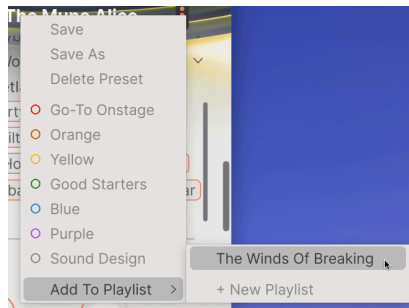 The Mune Alice
Save
Save As
Delete Preset
Go-To Onstage
Orange
Yellow
Good Starters
Blue
Purple
Sound Design
Add To Playlist
The Winds Of Breaking
+ New Playlist